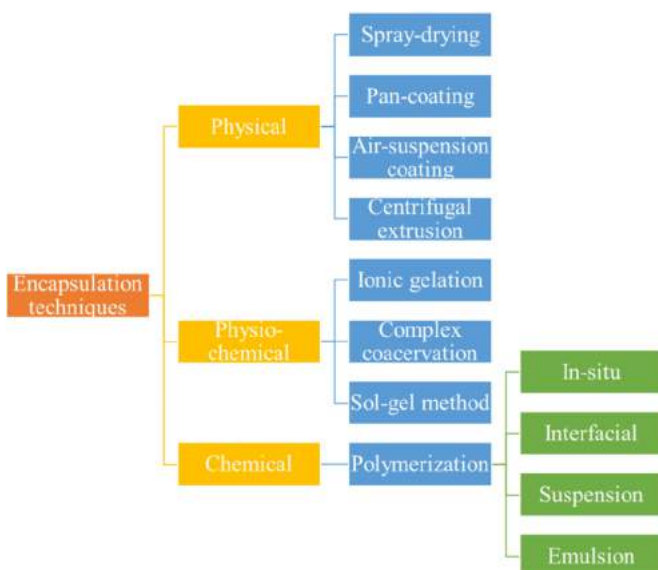 Spray-drying
Pan-coating
Physical
Air-suspension
coating
Centrifugal
extrusion
Encapsulation
techniques
Ionic gelation
Physio-
chemical
Complex
coacervation
Sol-gel method
In-situ
Interfacial
Chemical
Polymerization
Suspension
Emulsion